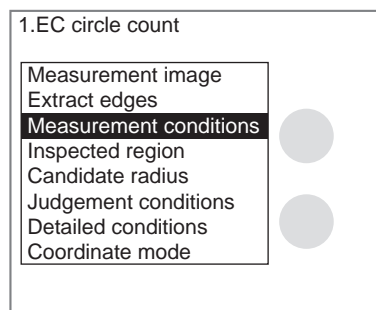 1.EC circle count
Measurement image
Extract edges
Measurement conditions
Inspected region
Candidate radius
Judgement conditions
Detailed conditions
Coordinate mode